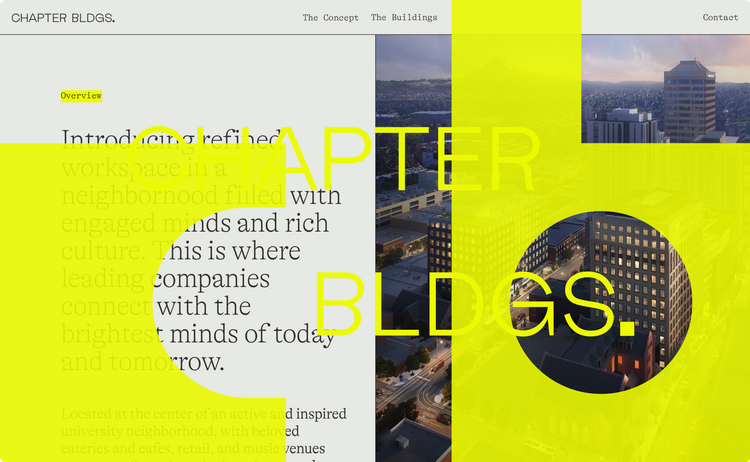 CHAPTER BLDGS.
The Concept
The Buildings
Contact
Overview
Introducing refined
workspace in a
neighborhood filled with
engaged minds and rich
culture. This is where
leading companies
connect with the
brightest minds of today
and tomorrow.
CHAPTER
BLDGS.
Located at the center of an active and inspired
university neighborhood, with beloved
eateries and cafes, retail, and music venues